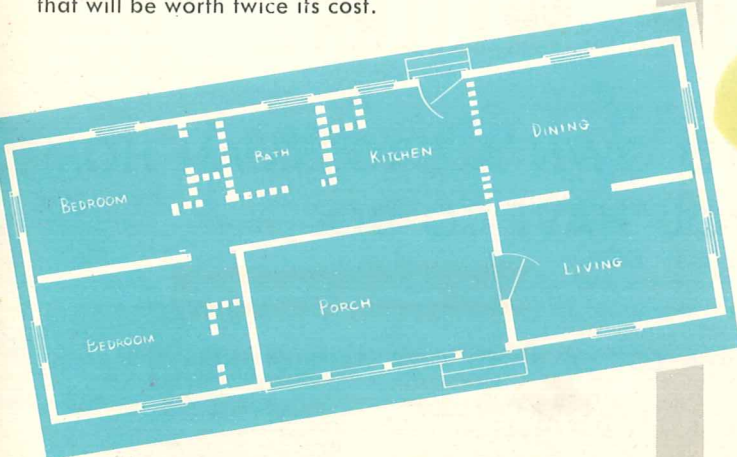 that will be worth twice its cost.
BATH
KITCHEN
DINING
BEDROOM
PORCH
LIVING
BEDROOM